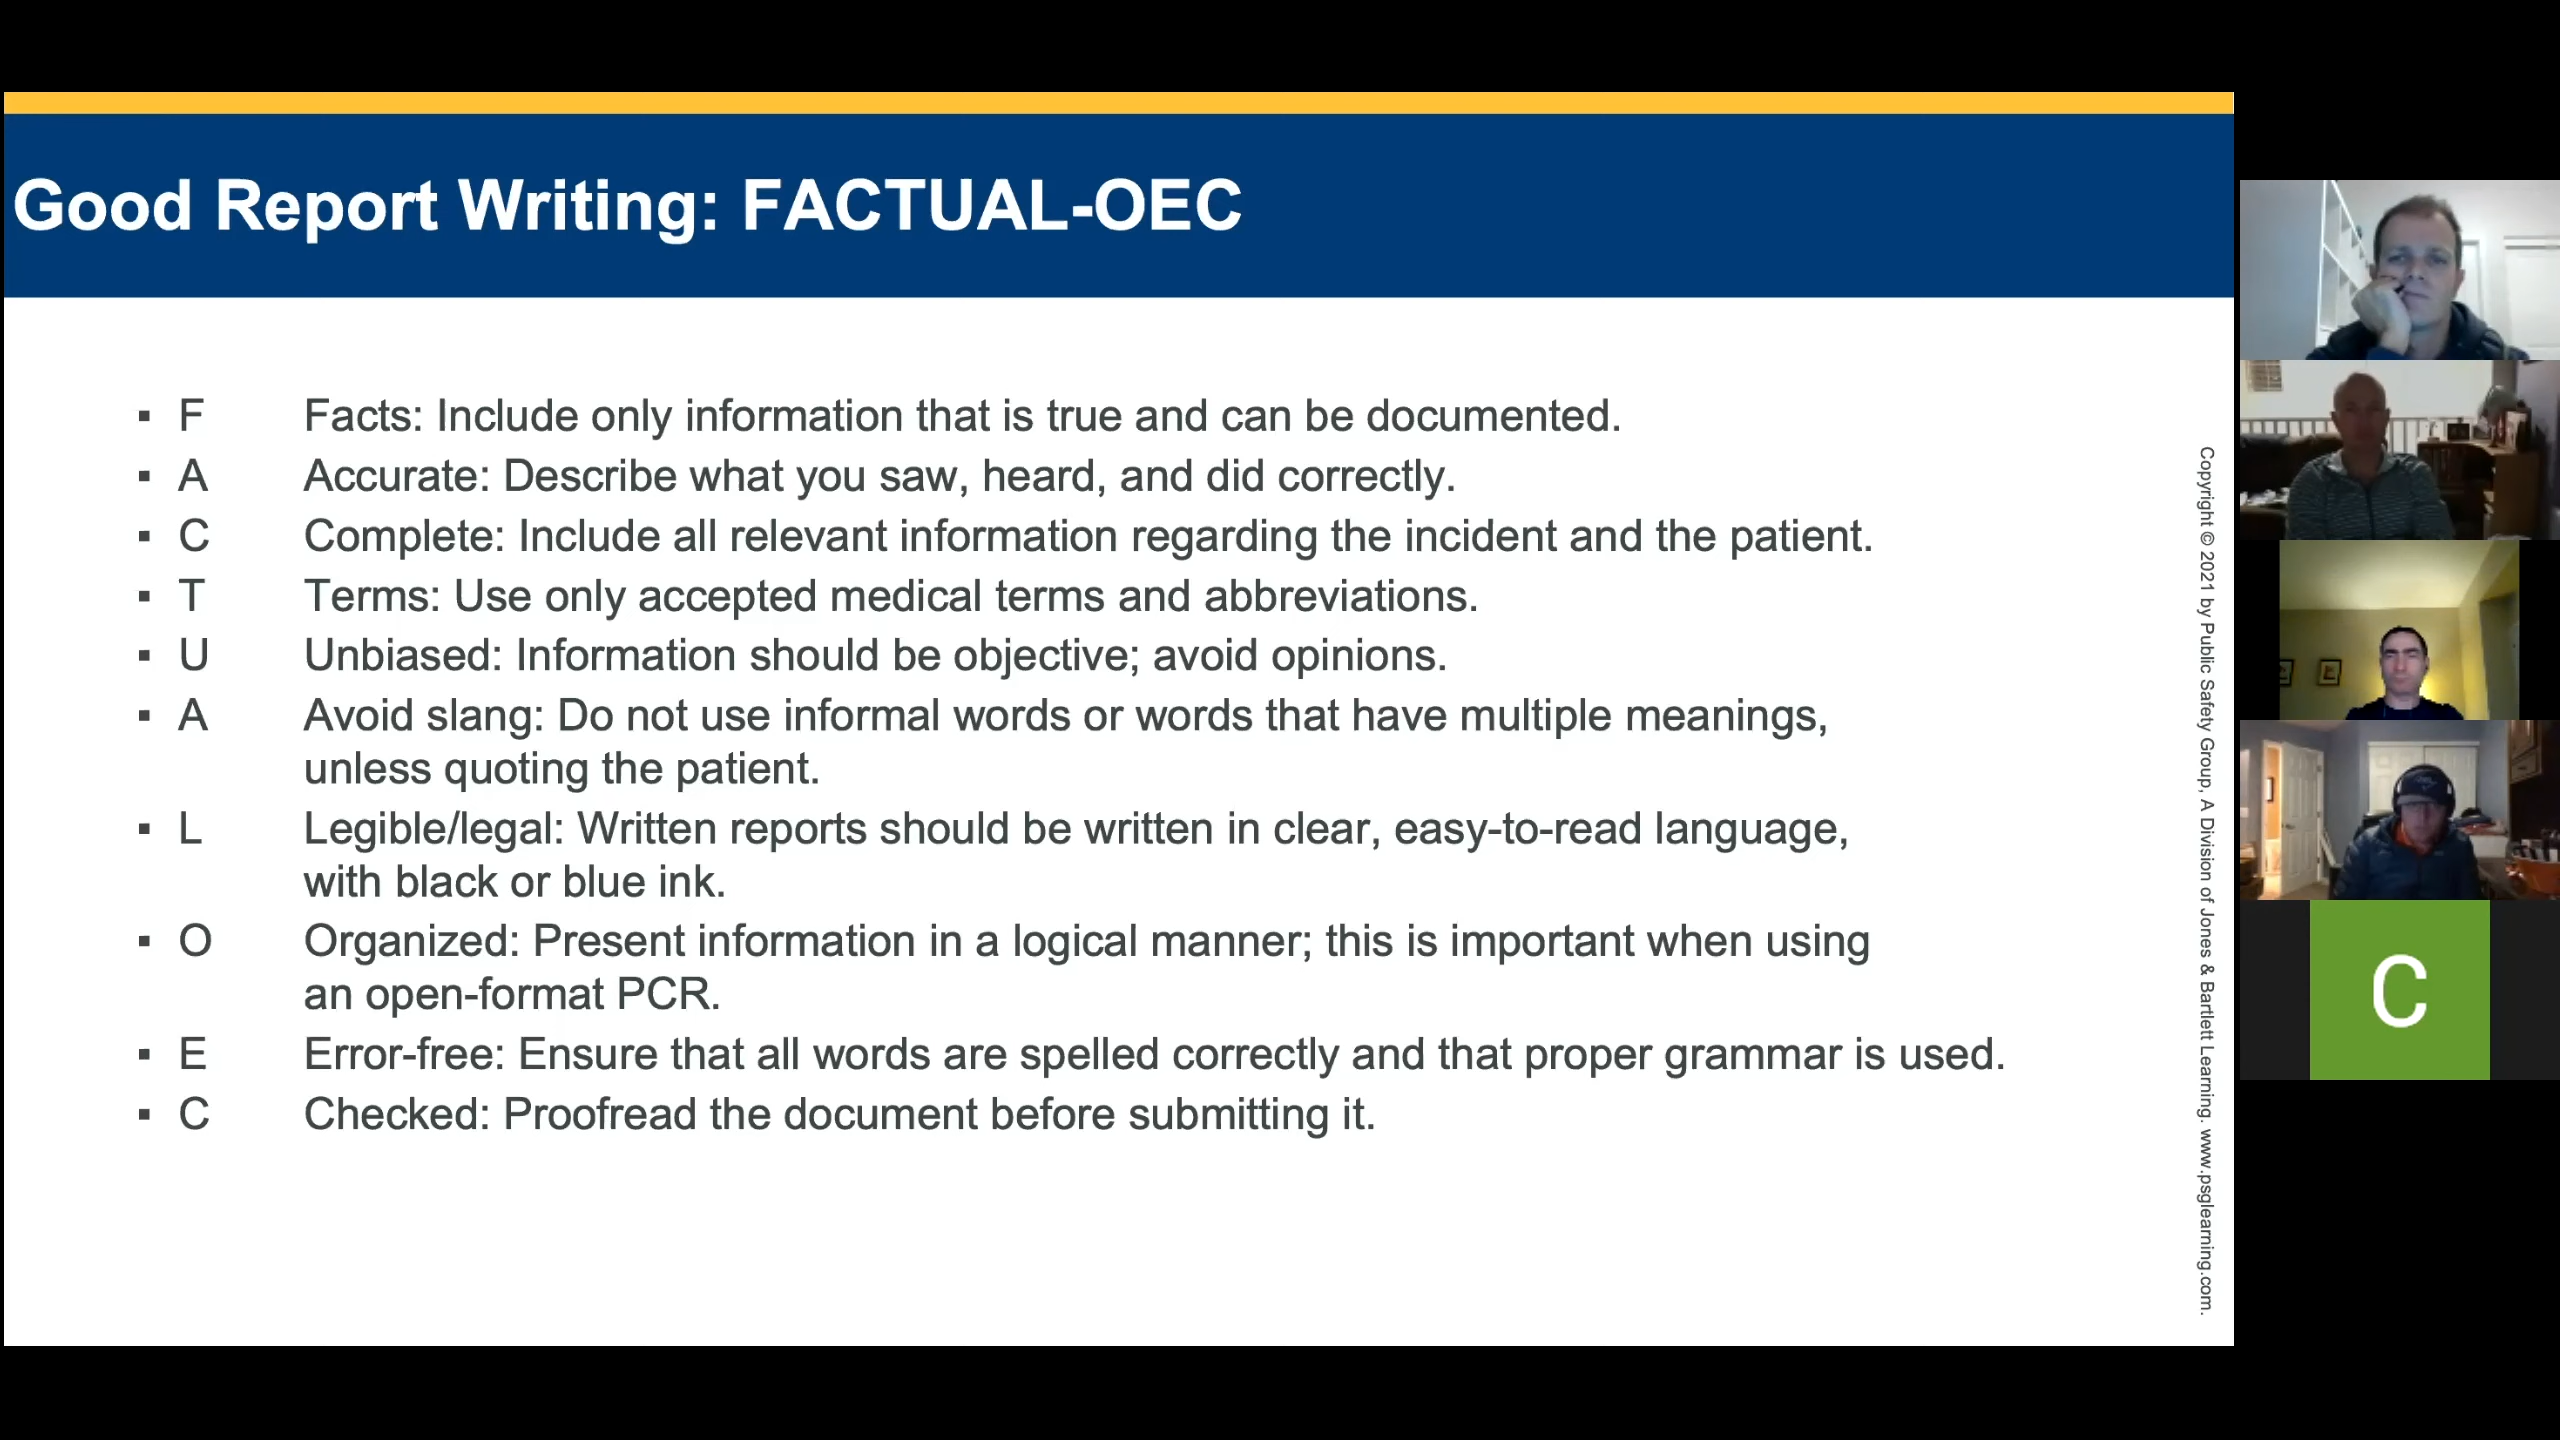 Good Report Writing: FACTUAL-OEC
▪ F Facts: Include only information that is true and can be documented.
▪ A Accurate: Describe what you saw, heard, and did correctly.
▪ C Complete: Include all relevant information regarding the incident and the patient.
▪ T Terms: Use only accepted medical terms and abbreviations.
▪ U Unbiased: Information should be objective; avoid opinions.
▪ A Avoid slang: Do not use informal words or words that have multiple meanings,
unless quoting the patient.
▪ L Legible/legal: Written reports should be written in clear, easy-to-read language,
with black or blue ink.
▪ O Organized: Present information in a logical manner; this is important when using
an open-format PCR.
▪ E Error-free: Ensure that all words are spelled correctly and that proper grammar is used.
▪ C Checked: Proofread the document before submitting it.
Copyright © 2021 by Public Safety Group, A Division of Jones & Bartlett Learning. www.psglearning.com.
C